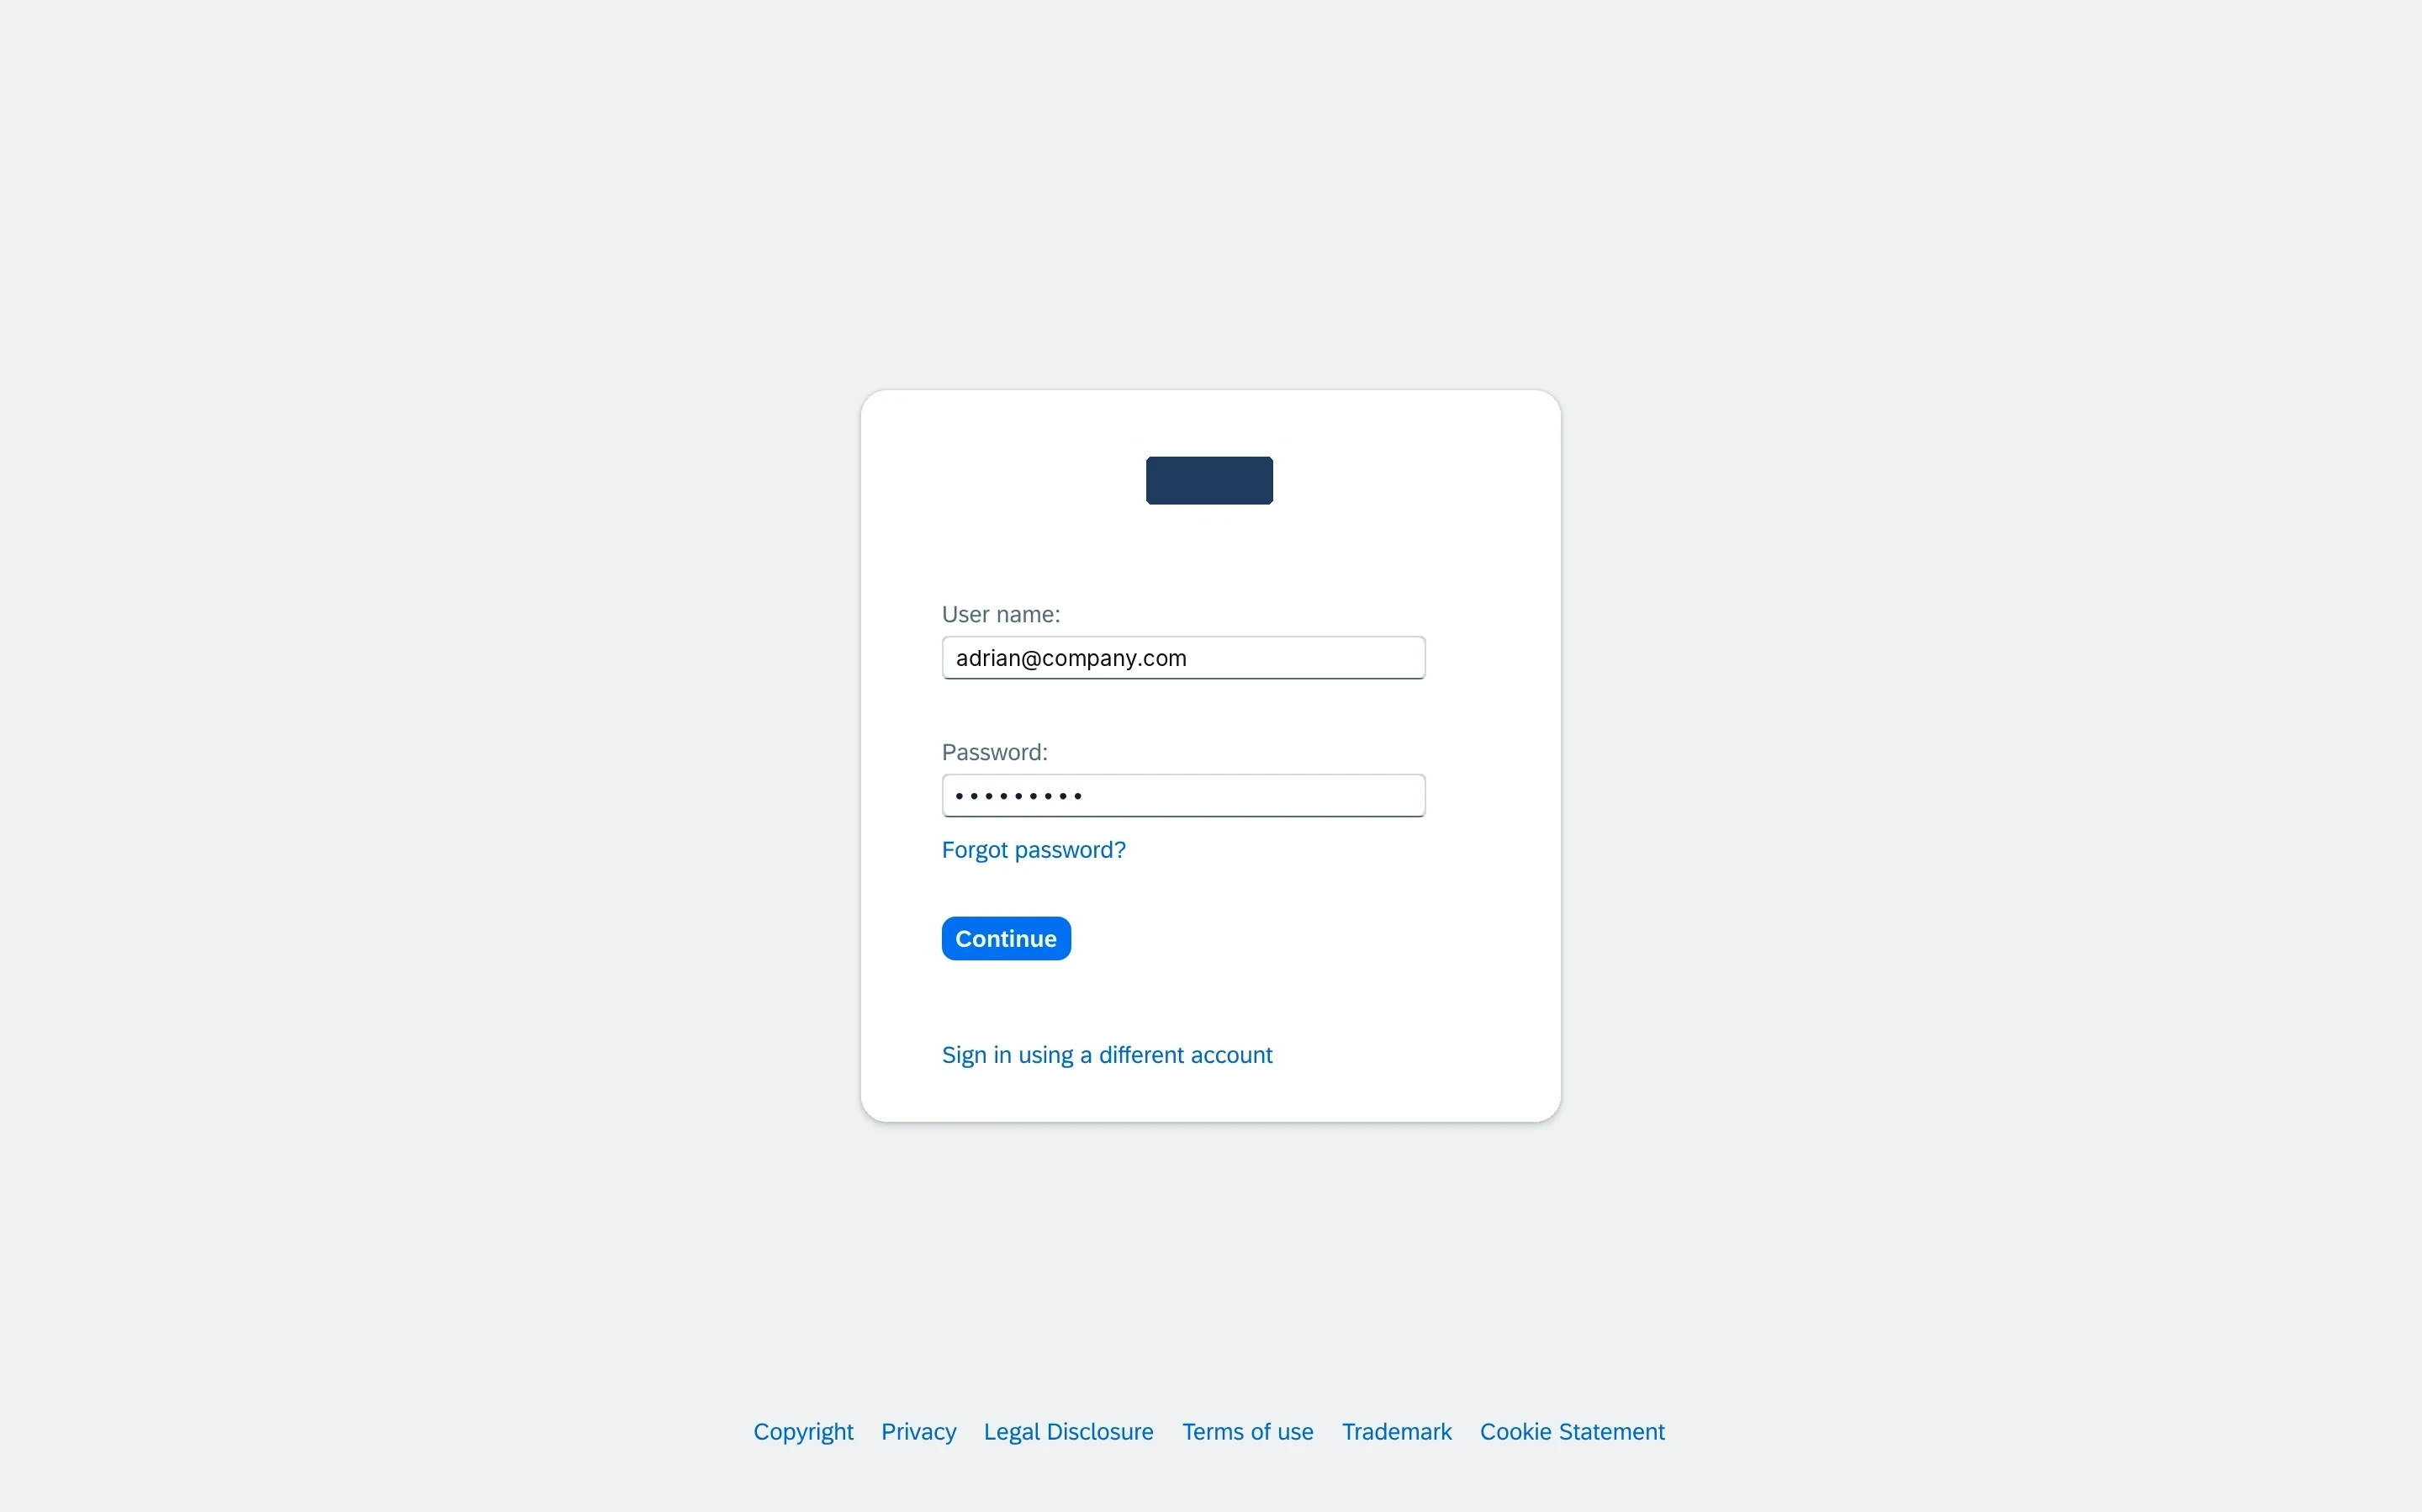 User name:
adrian@company.com
Password:
•••••••••
Forgot password?
Continue
Sign in using a different account
Copyright Privacy Legal Disclosure Terms of use Trademark Cookie Statement